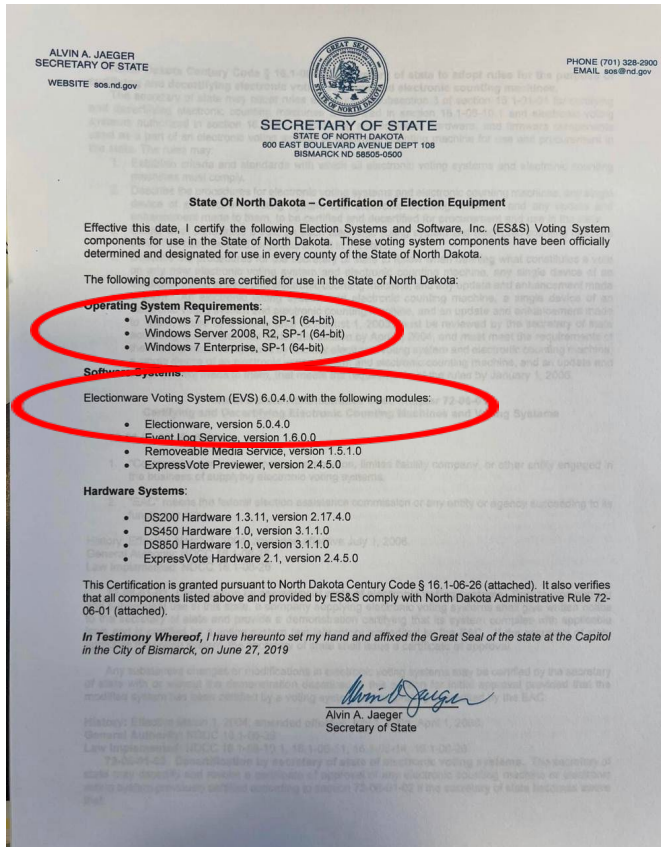 ALVIN A. JAEGER
SECRETARY OF STATE
WEBSITE sos.nd.gov
PHONE (701) 328-2900
EMAIL sos@nd.gov
GREAT SEAL
STATE OF NORTH DAKOTA
SECRETARY OF STATE
STATE OF NORTH DAKOTA
600 EAST BOULEVARD AVENUE DEPT 108
BISMARCK ND 58505-0500
State Of North Dakota – Certification of Election Equipment
Effective this date, I certify the following Election Systems and Software, Inc. (ES&S) Voting System
components for use in the State of North Dakota. These voting system components have been officially
determined and designated for use in every county of the State of North Dakota.
The following components are certified for use in the State of North Dakota:
Operating System Requirements:
• Windows 7 Professional, SP-1 (64-bit)
• Windows Server 2008, R2, SP-1 (64-bit)
• Windows 7 Enterprise, SP-1 (64-bit)
Software Systems:
Electionware Voting System (EVS) 6.0.4.0 with the following modules:
• Electionware, version 5.0.4.0
• Event Log Service, version 1.6.0.0
• Removeable Media Service, version 1.5.1.0
• ExpressVote Previewer, version 2.4.5.0
Hardware Systems:
• DS200 Hardware 1.3.11, version 2.17.4.0
• DS450 Hardware 1.0, version 3.1.1.0
• DS850 Hardware 1.0, version 3.1.1.0
• ExpressVote Hardware 2.1, version 2.4.5.0
This Certification is granted pursuant to North Dakota Century Code § 16.1-06-26 (attached). It also verifies
that all components listed above and provided by ES&S comply with North Dakota Administrative Rule 72-
06-01 (attached).
In Testimony Whereof, I have hereunto set my hand and affixed the Great Seal of the state at the Capitol
in the City of Bismarck, on June 27, 2019
Alvin A. Jaeger
Alvin A. Jaeger
Secretary of State